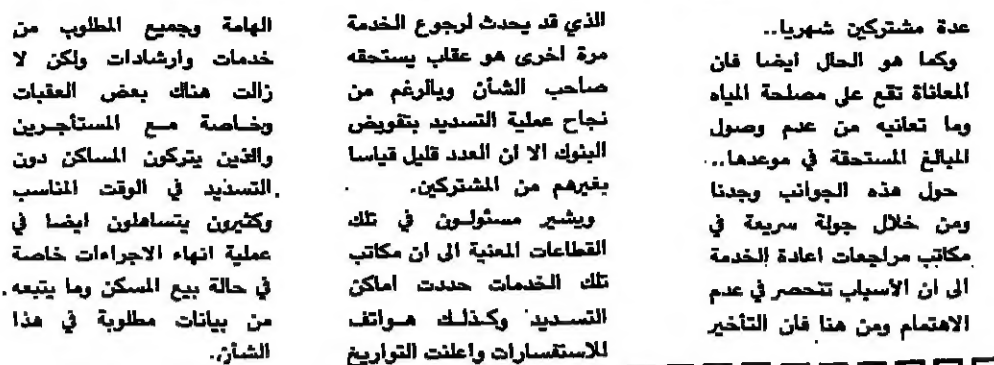 عدة مشتركين شهريا..
وكما هو الحال ايضا فان
المعاناة تقع على مصلحة المياه
وما تعانيه من عدم وصول
المبالغ المستحقة في موعدها..
حول هذه الجوانب وجدنا
ومن خلال جولة سريعة في
مكاتب مراجعات اعادة الخدمة
الى ان الأسباب تنحصر في عدم
الاهتمام ومن هنا فان التأخير
الذي قد يحدث لرجوع الخدمة
مرة اخرى هو عقاب يستحقه
صاحب الشأن وبالرغم من
نجاح عملية التسديد بتفويض
البنوك الا ان العدد قليل قياسا
بغيرهم من المشتركين.
ويشير مسئولون في تلك
القطاعات المعنية الى ان مكاتب
تلك الخدمات حددت اماكن
التسديد وكذلك هواتف
للاستفسارات واعلنت التواريخ
الهامة وجميع المطلوب من
خدمات وارشادات ولكن لا
زالت هناك بعض العقبات
وبخاصة مع المستأجرين
والذين يتركون المساكن دون
التسديد في الوقت المناسب
وكثيرون يتساهلون ايضا في
عملية انهاء الاجراءات خاصة
في حالة بيع المسكن وما يتبعه
من بيانات مطلوبة في هذا
الشأن.